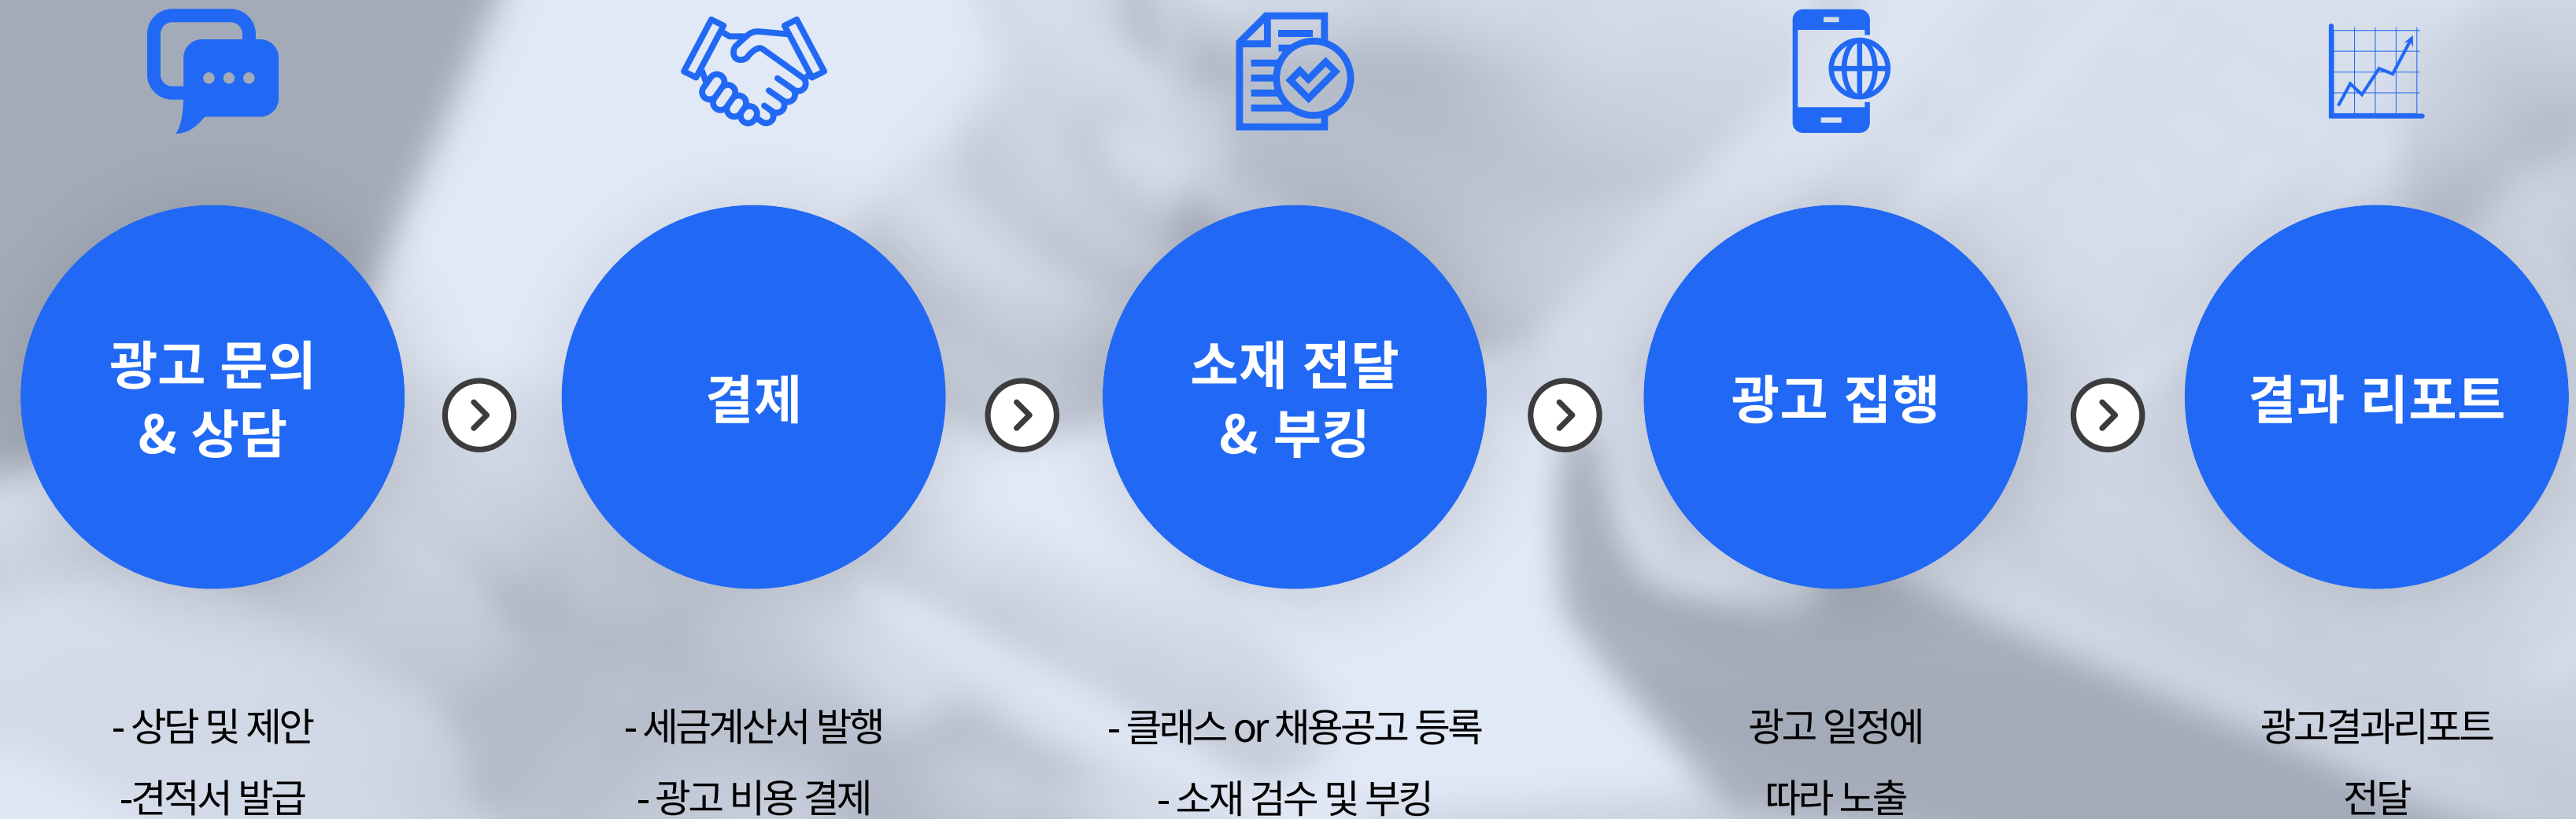 광고 문의
& 상담
결제
소재 전달
& 부킹
광고 집행
결과 리포트
- 상담 및 제안
-견적서 발급
- 세금계산서 발행
- 광고 비용 결제
- 클래스 or 채용공고 등록
- 소재 검수 및 부킹
광고 일정에
따라 노출
광고결과리포트
전달